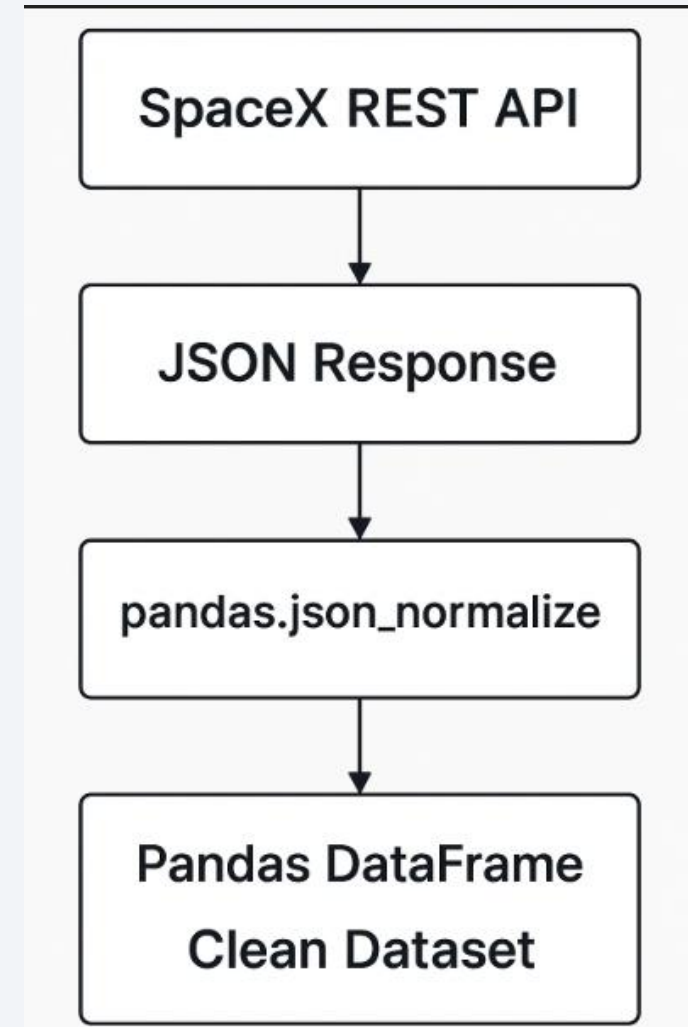 SpaceX REST API
JSON Response
pandas.json_normalize
Pandas DataFrame
Clean Dataset